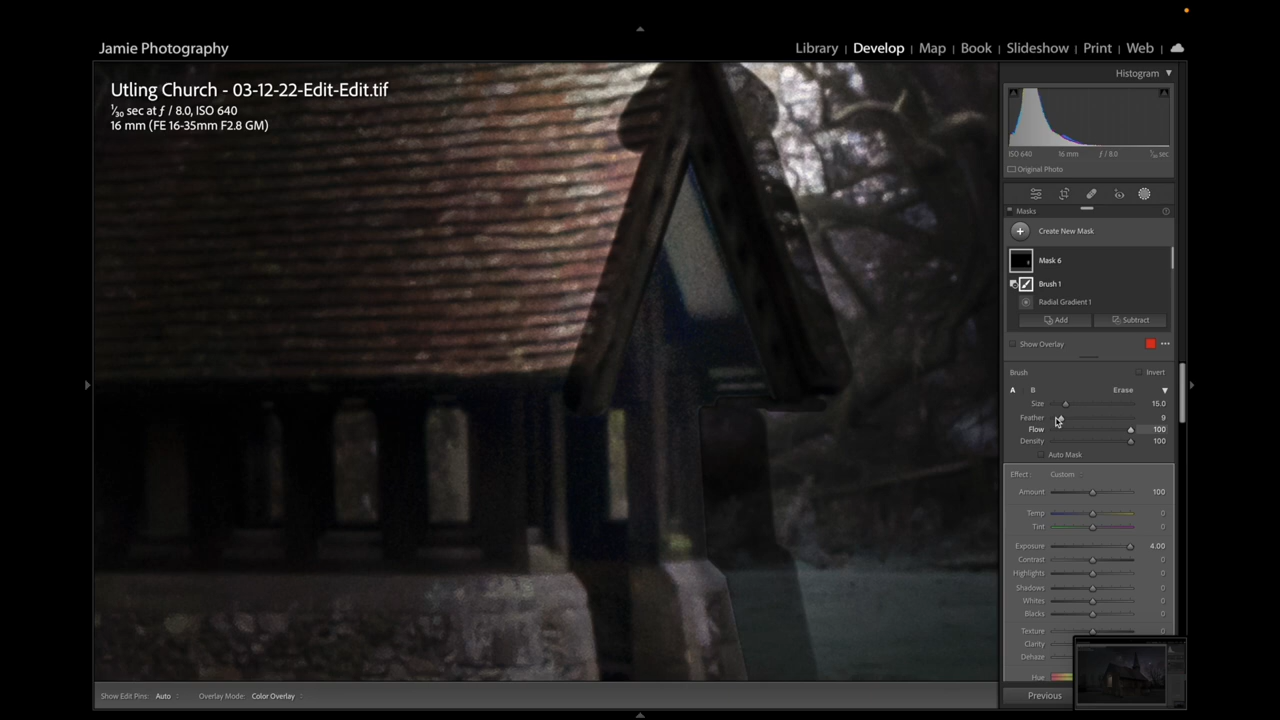 Jamie Photography
Library | Develop | Map | Book | Slideshow | Print | Web
Utling Church - 03-12-22-Edit-Edit.tif
1/30 sec at ƒ / 8.0, ISO 640
16 mm (FE 16-35mm F2.8 GM)
Histogram
ISO 640 16 mm ƒ / 8.0 1/30 sec
Original Photo
Masks
Create New Mask
Mask 6
Brush 1
Radial Gradient 1
Add Subtract
Show Overlay
Brush Invert
A B Erase
Size 15.0
Feather 9
Flow 100
Density 100
Auto Mask
Effect: Custom
Amount 100
Temp 0
Tint 0
Exposure 4.00
Contrast 0
Highlights 0
Shadows 0
Whites 0
Blacks 0
Texture 0
Clarity
Dehaze
Hue
Previous
Show Edit Pins: Auto Overlay Mode: Color Overlay